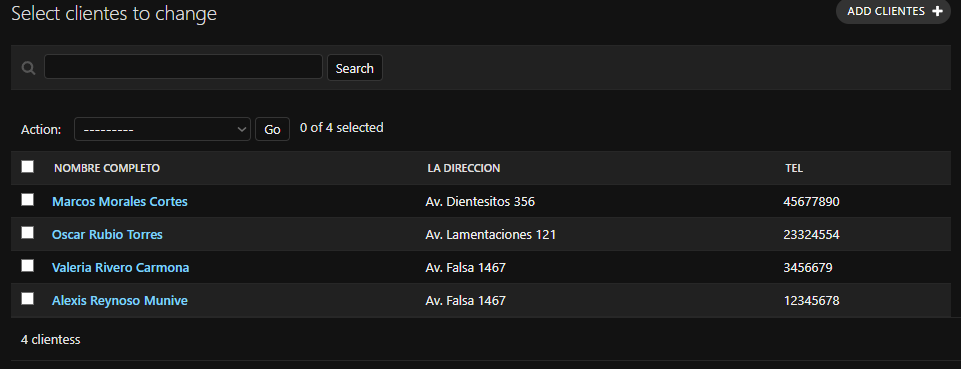 Select clientes to change
ADD CLIENTES +
Search
Action: --------- Go 0 of 4 selected
NOMBRE COMPLETO LA DIRECCION TEL
Marcos Morales Cortes Av. Dientesitos 356 45677890
Oscar Rubio Torres Av. Lamentaciones 121 23324554
Valeria Rivero Carmona Av. Falsa 1467 3456679
Alexis Reynoso Munive Av. Falsa 1467 12345678
4 clientess